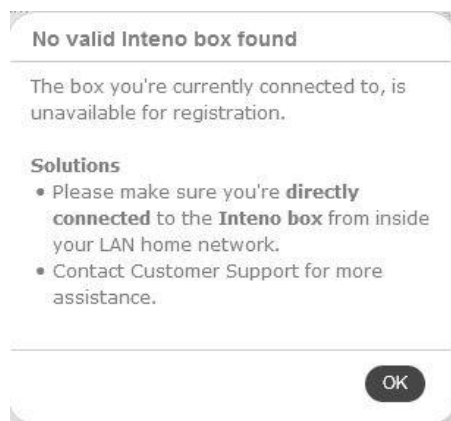 No valid Inteno box found
The box you're currently connected to, is
unavailable for registration.
Solutions
• Please make sure you're directly
connected to the Inteno box from inside
your LAN home network.
• Contact Customer Support for more
assistance.
OK